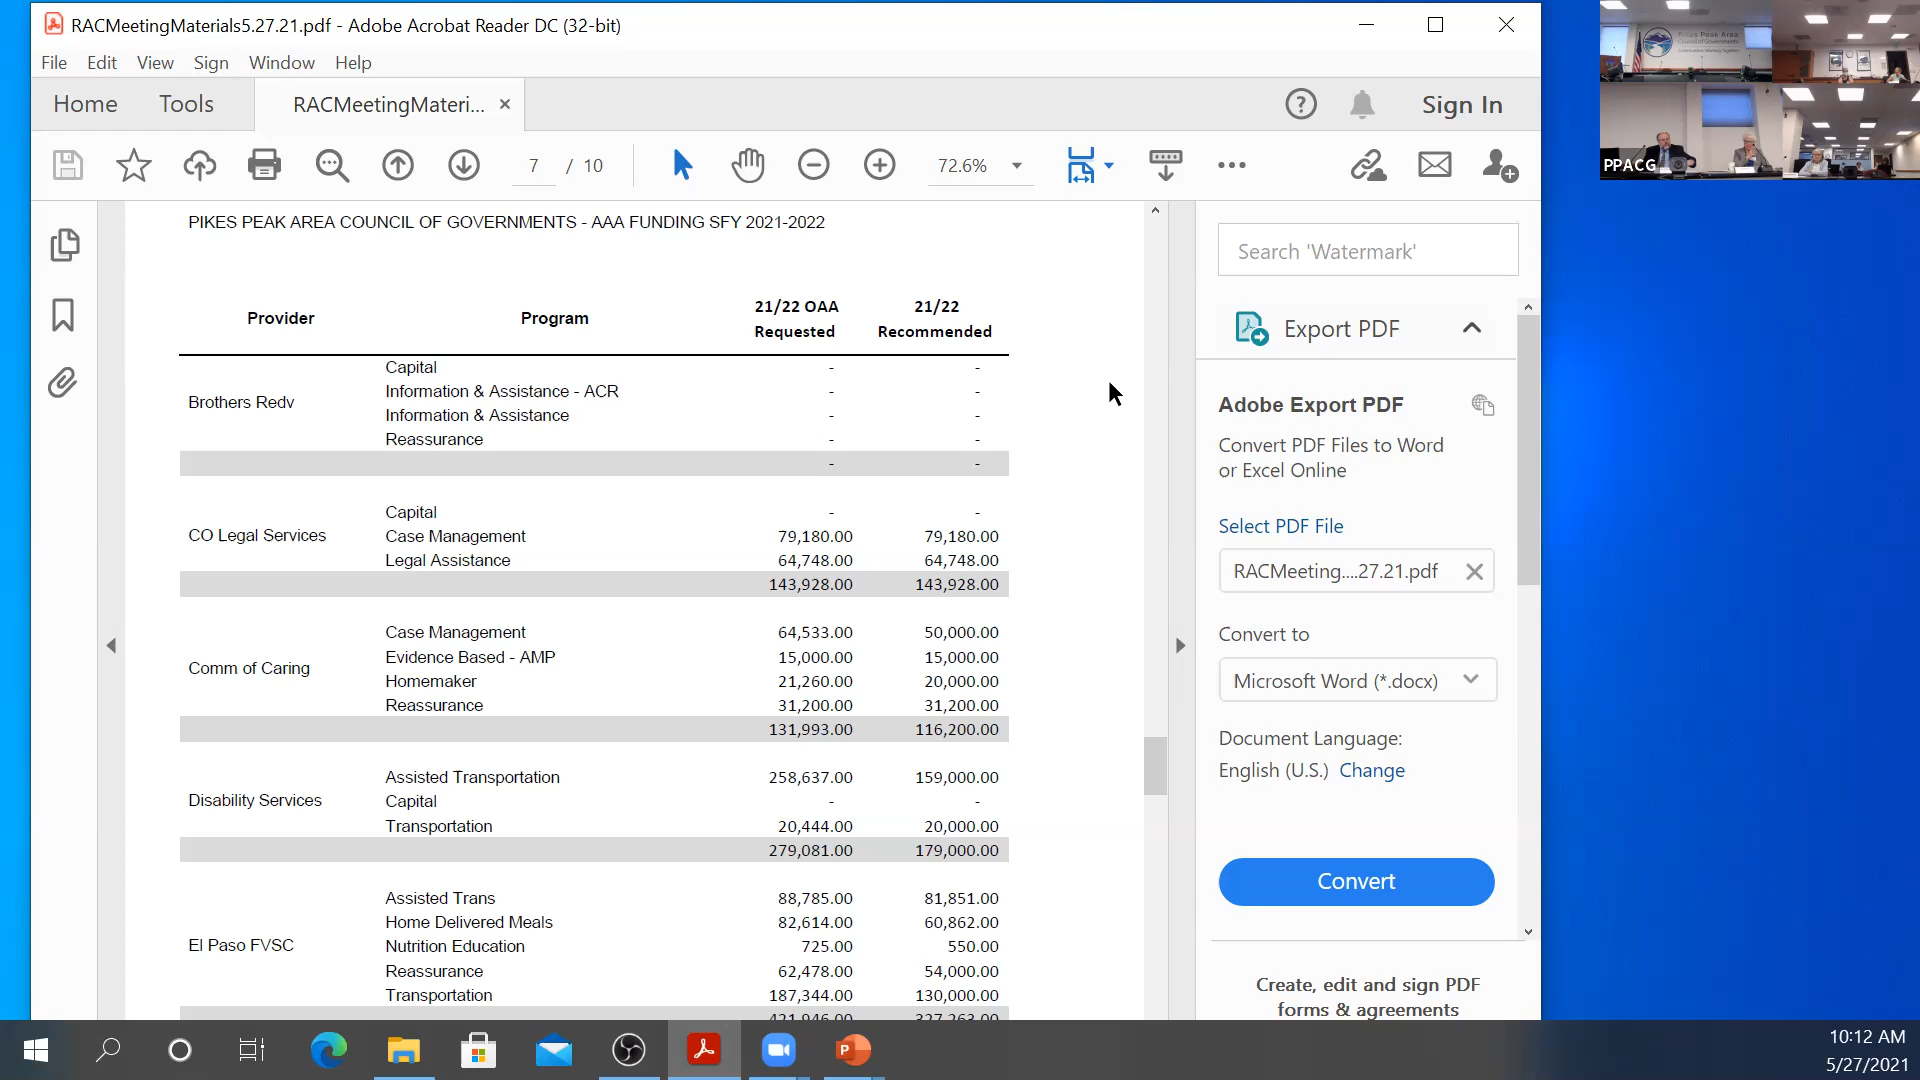 RACMeetingMaterials5.27.21.pdf - Adobe Acrobat Reader DC (32-bit)
File Edit View Sign Window Help
Home Tools RACMeetingMateri... × Sign In
7 / 10 72.6%
PIKES PEAK AREA COUNCIL OF GOVERNMENTS - AAA FUNDING SFY 2021-2022
Provider Program 21/22 OAA Requested 21/22 Recommended
Capital - -
Information & Assistance - ACR - -
Brothers Redv
Information & Assistance - -
Reassurance - -
- -
Capital - -
CO Legal Services Case Management 79,180.00 79,180.00
Legal Assistance 64,748.00 64,748.00
143,928.00 143,928.00
Case Management 64,533.00 50,000.00
Evidence Based - AMP 15,000.00 15,000.00
Comm of Caring
Homemaker 21,260.00 20,000.00
Reassurance 31,200.00 31,200.00
131,993.00 116,200.00
Assisted Transportation 258,637.00 159,000.00
Disability Services Capital - -
Transportation 20,444.00 20,000.00
279,081.00 179,000.00
Assisted Trans 88,785.00 81,851.00
Home Delivered Meals 82,614.00 60,862.00
El Paso FVSC Nutrition Education 725.00 550.00
Reassurance 62,478.00 54,000.00
Transportation 187,344.00 130,000.00
421,946.00 327,263.00
Search 'Watermark'
Export PDF
Adobe Export PDF
Convert PDF Files to Word
or Excel Online
Select PDF File
RACMeeting....27.21.pdf
Convert to
Microsoft Word (*.docx)
Document Language:
English (U.S.) Change
Convert
Create, edit and sign PDF
forms & agreements
Pikes Peak Area
Council of Governments
PPACG
10:12 AM
5/27/2021